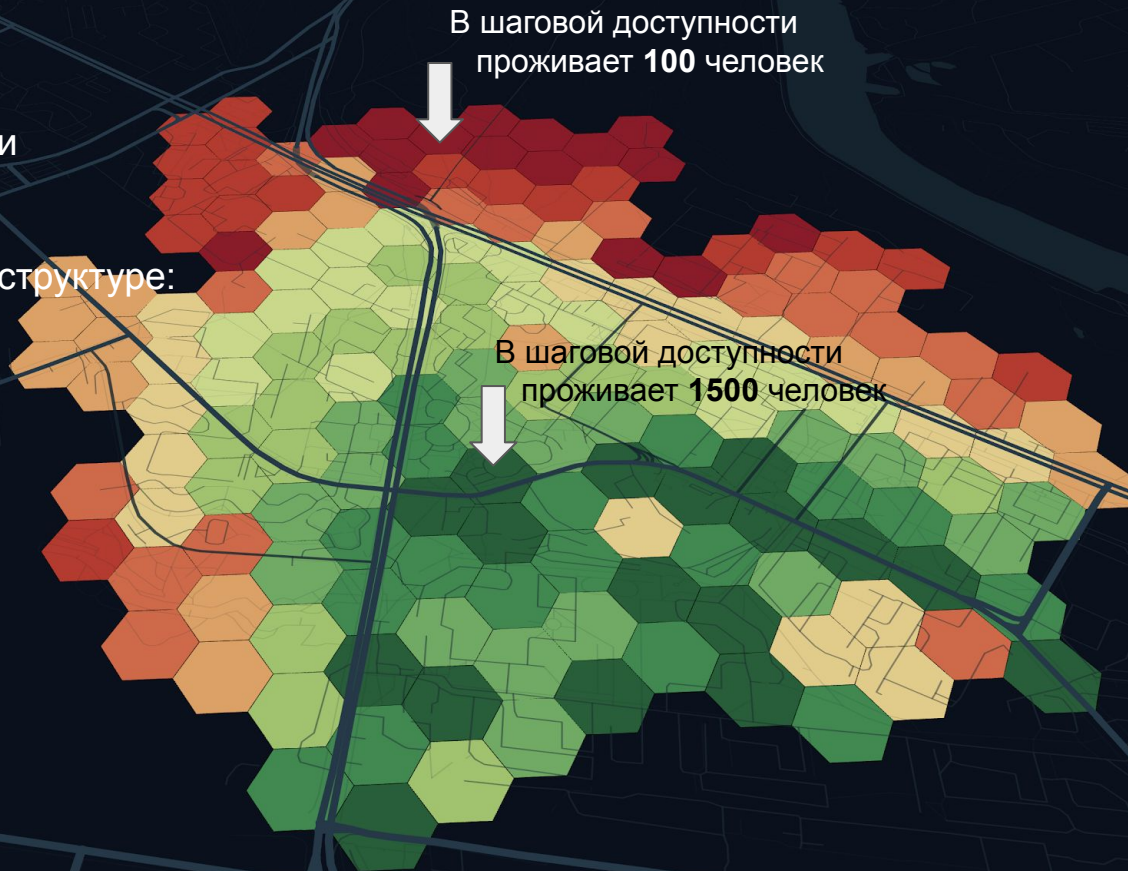 В шаговой доступности
проживает 100 человек
и
структуре:
В шаговой доступности
проживает 1500 человек